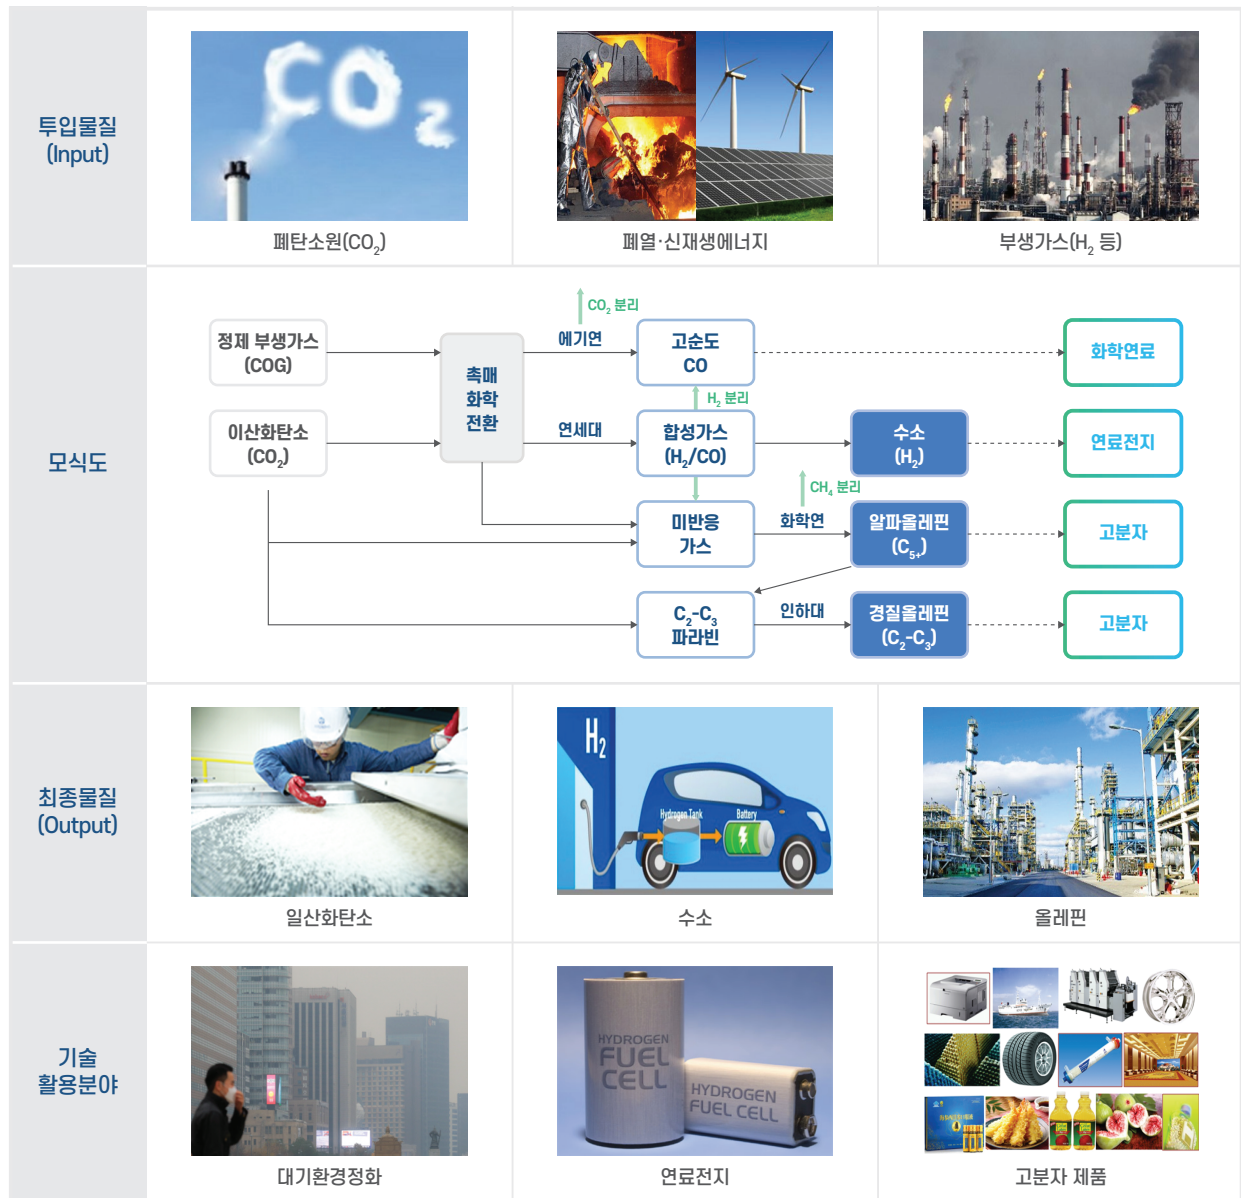 투입물질
(Input)
CO₂
폐탄소원(CO₂)
폐열·신재생에너지
부생가스(H₂ 등)
모식도
CO₂ 분리
정제 부생가스
(COG)
촉매
화학
전환
에기연
고순도
CO
화학연료
H₂ 분리
이산화탄소
(CO₂)
연세대
합성가스
(H₂/CO)
수소
(H₂)
연료전지
CH₄ 분리
미반응
가스
화학연
알파올레핀
(C₅₊)
고분자
C₂-C₃
파라빈
인하대
경질올레핀
(C₂-C₃)
고분자
최종물질
(Output)
H₂
Hydrogen Tank
Battery
일산화탄소
수소
올레핀
기술
활용분야
HYDROGEN
FUEL
CELL
HYDROGEN
FUEL CELL
대기환경정화
연료전지
고분자 제품